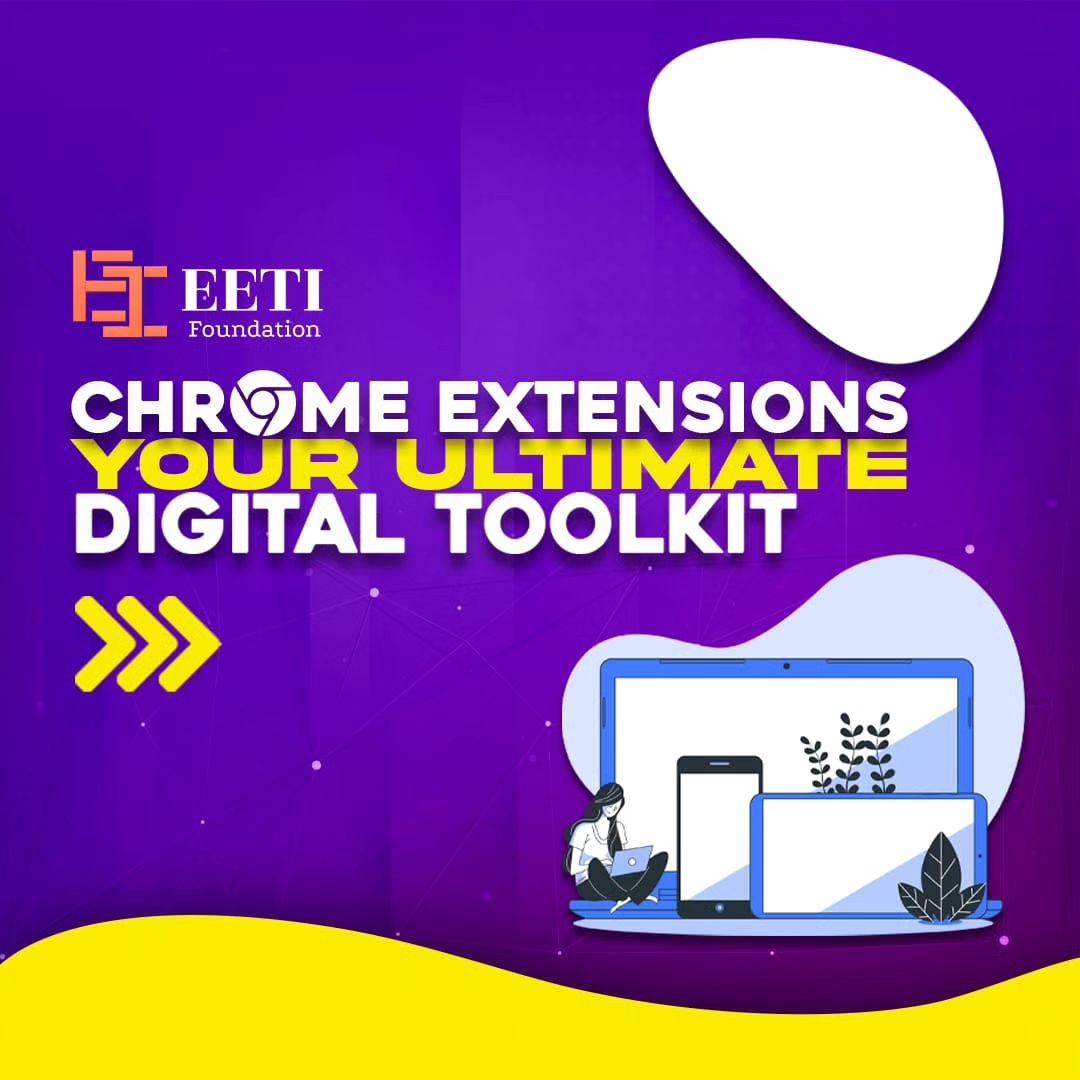 EETI
Foundation
CHROME EXTENSIONS
YOUR ULTIMATE
DIGITAL TOOLKIT